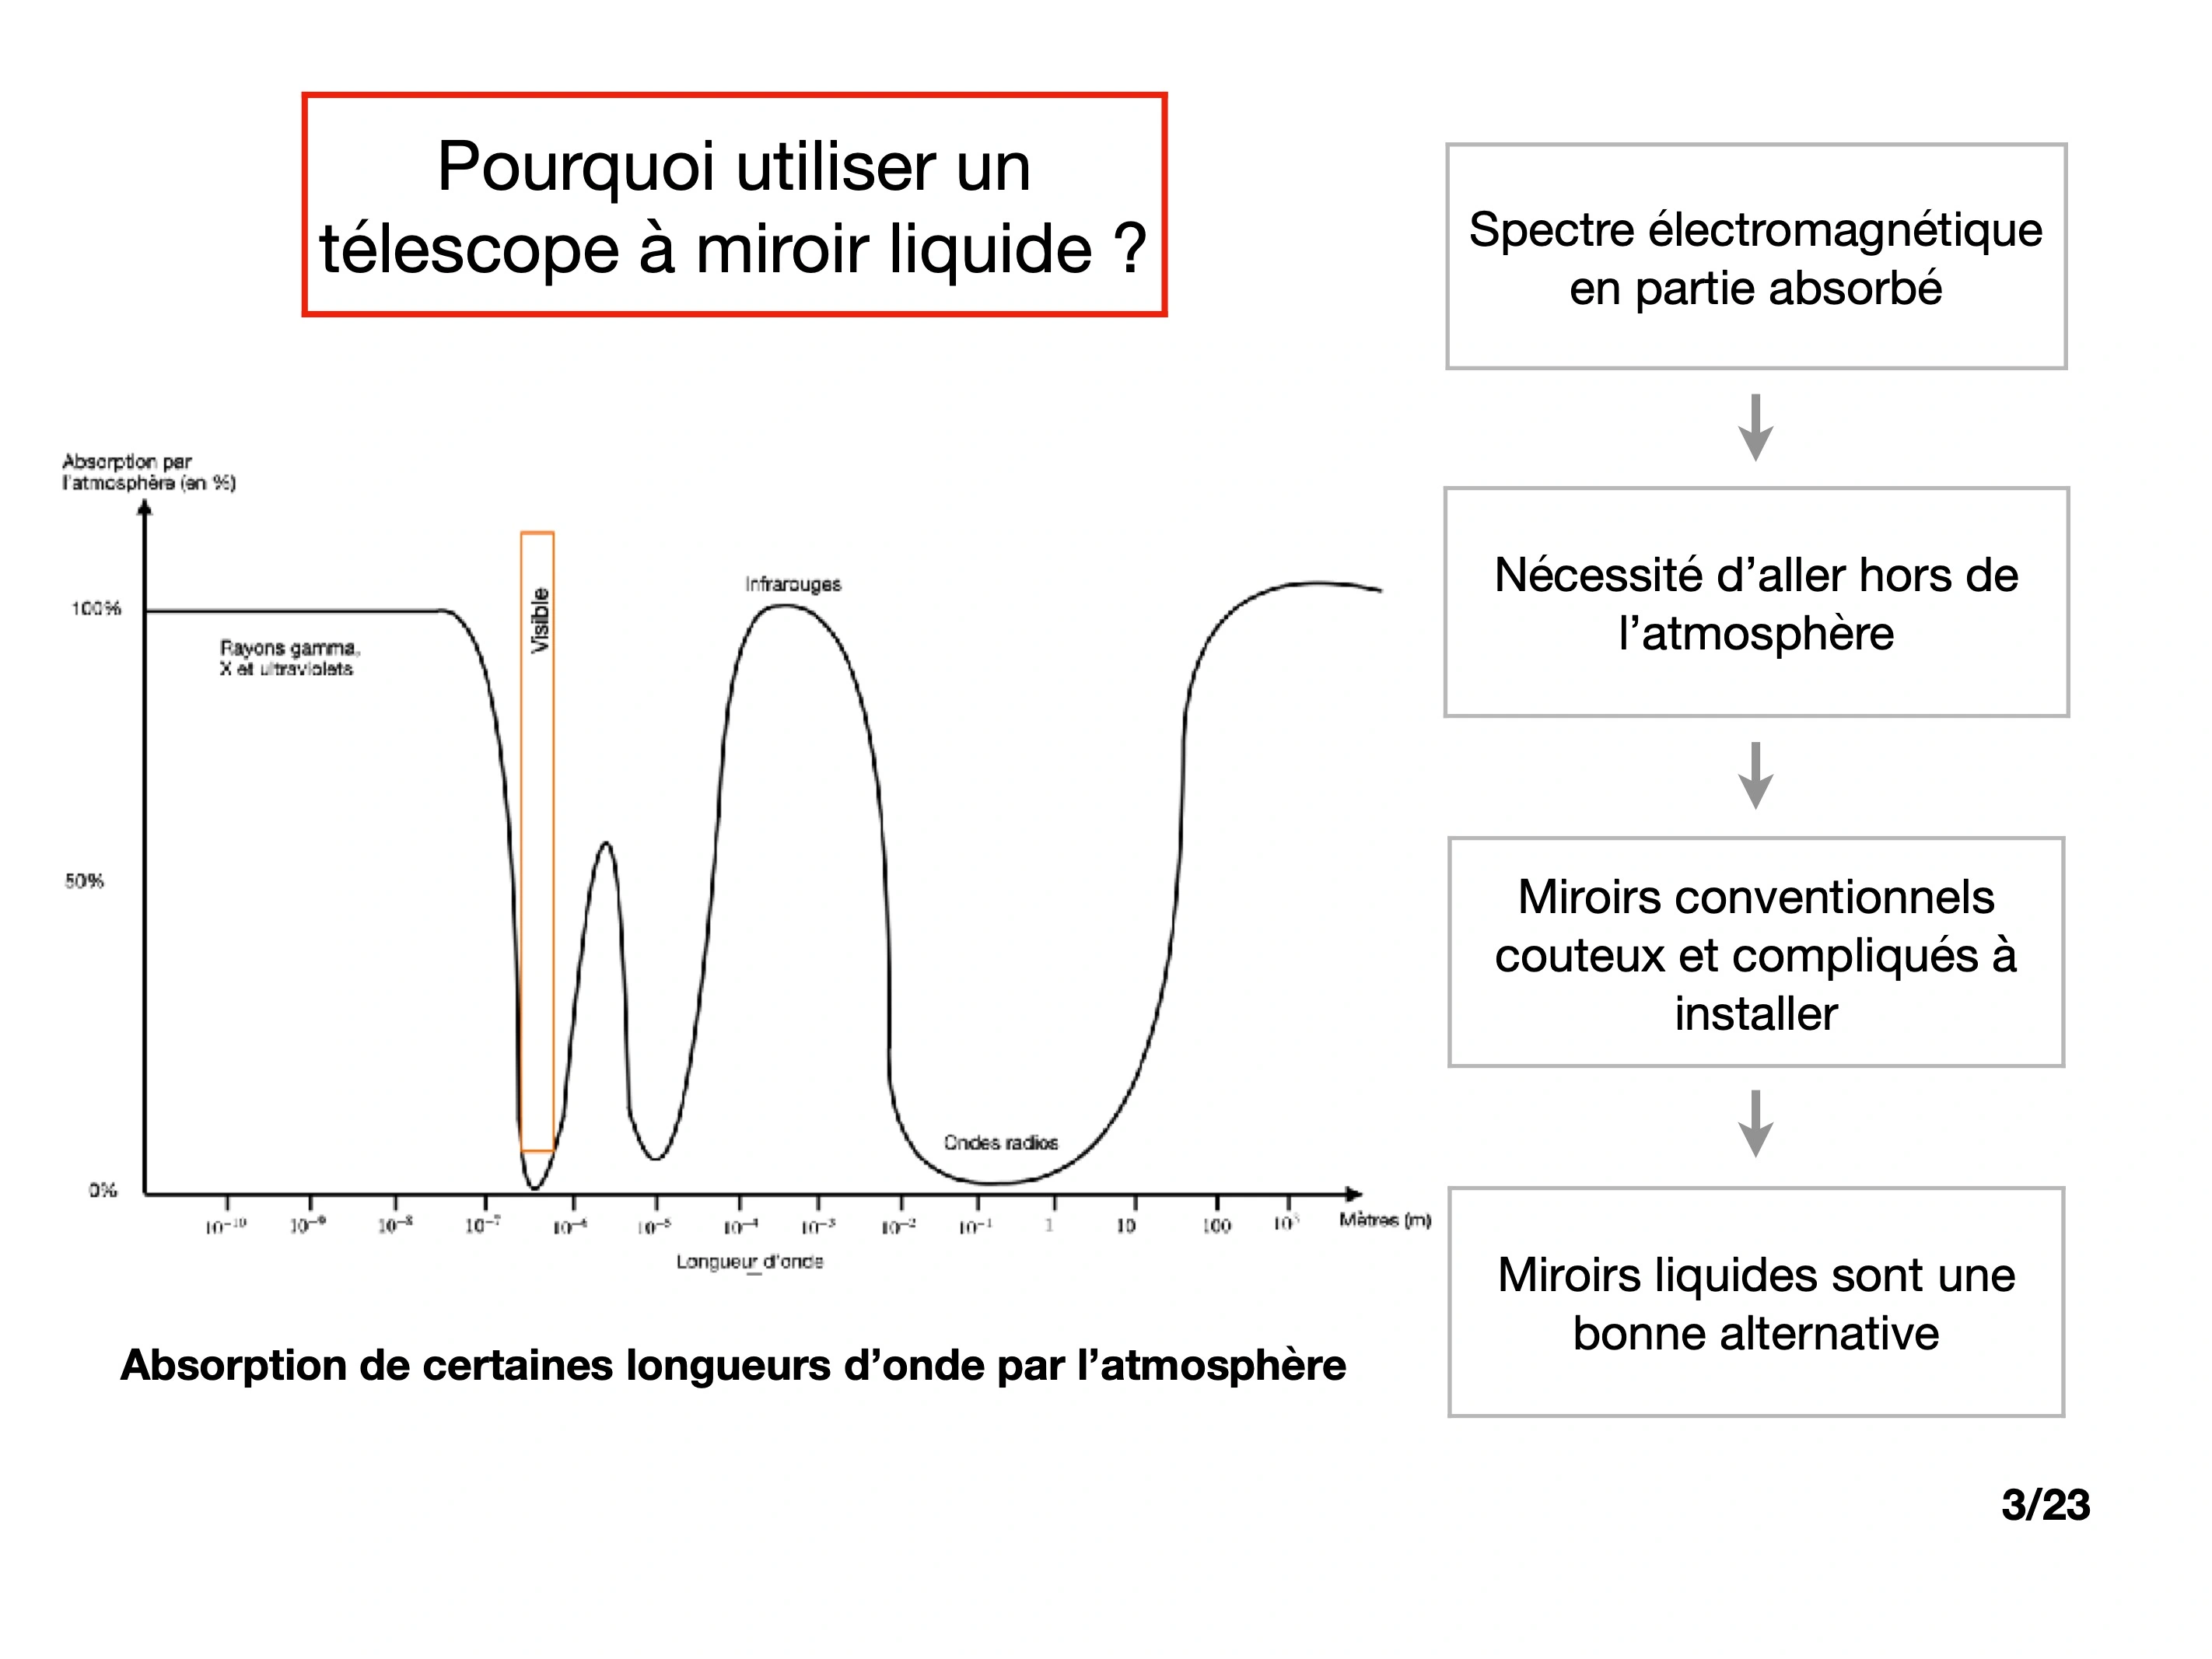 Pourquoi utiliser un
télescope à miroir liquide ?
Absorption par
l'atmosphère (en %)
100%
50%
0%
Rayons gamma,
X et ultraviolets
Visible
Infrarouges
Ondes radios
10⁻¹⁰ 10⁻⁹ 10⁻⁸ 10⁻⁷ 10⁻⁶ 10⁻⁵ 10⁻⁴ 10⁻³ 10⁻² 10⁻¹ 1 10 100 10³ Mètres (m)
Longueur_d'onde
Absorption de certaines longueurs d’onde par l’atmosphère
Spectre électromagnétique
en partie absorbé
Nécessité d’aller hors de
l’atmosphère
Miroirs conventionnels
couteux et compliqués à
installer
Miroirs liquides sont une
bonne alternative
3/23